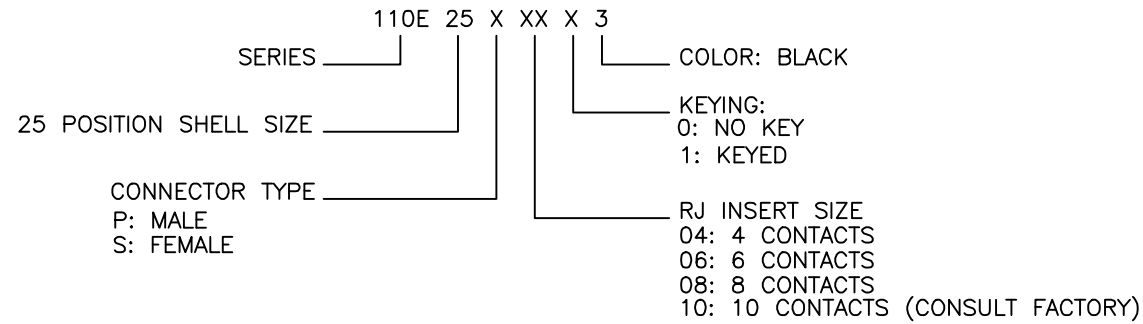 110E 25 X XX X 3
SERIES
COLOR: BLACK
25 POSITION SHELL SIZE
KEYING:
0: NO KEY
1: KEYED
CONNECTOR TYPE
P: MALE
S: FEMALE
RJ INSERT SIZE
04: 4 CONTACTS
06: 6 CONTACTS
08: 8 CONTACTS
10: 10 CONTACTS (CONSULT FACTORY)